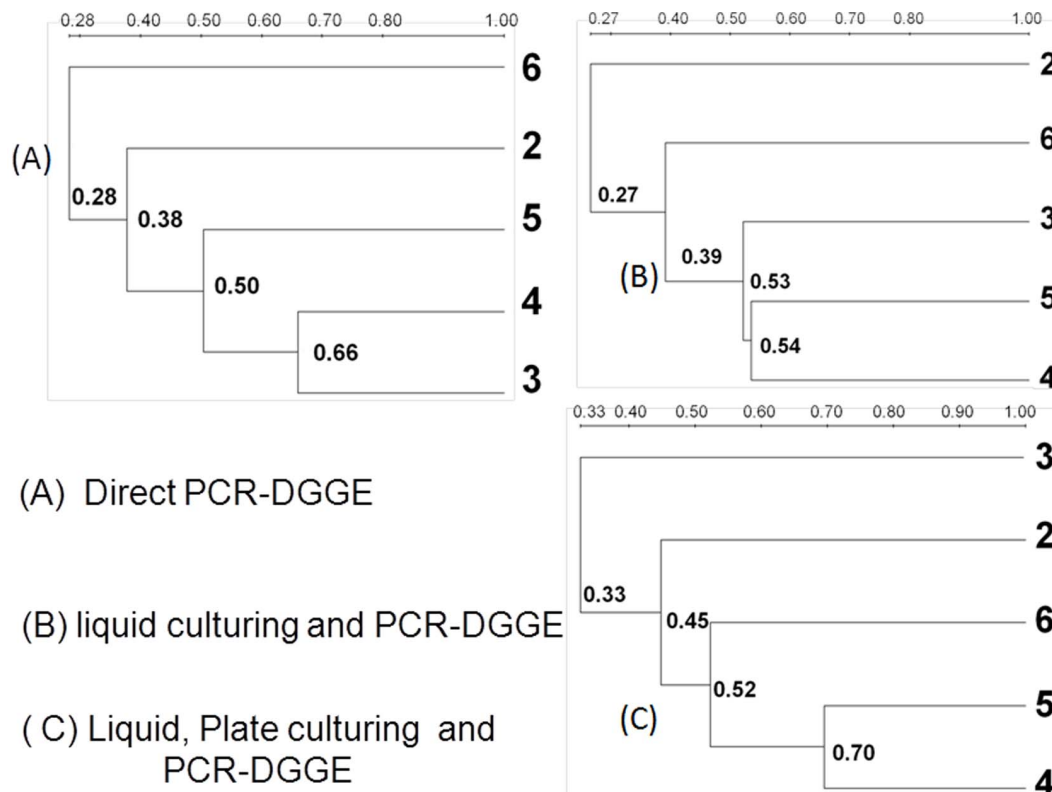 0.28 0.40 0.50 0.60 0.70 0.80 1.00
6
2
(A)
0.28
0.38
5
0.50
4
0.66
3
0.27 0.40 0.50 0.60 0.70 0.80 1.00
2
6
0.27
3
0.39
(B)
0.53
5
0.54
4
0.33 0.40 0.50 0.60 0.70 0.80 0.90 1.00
3
2
0.33
0.45
6
0.52
5
(C)
0.70
4
(A) Direct PCR-DGGE
(B) liquid culturing and PCR-DGGE
( C) Liquid, Plate culturing and
PCR-DGGE